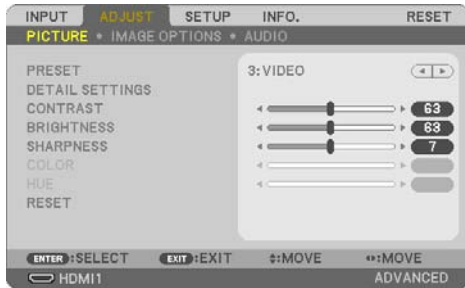 INPUT ADJUST SETUP INFO. RESET
PICTURE • IMAGE OPTIONS • AUDIO
PRESET 3:VIDEO
DETAIL SETTINGS
CONTRAST 63
BRIGHTNESS 63
SHARPNESS 7
COLOR
HUE
RESET
ENTER :SELECT EXIT :EXIT :MOVE :MOVE
HDMI1 ADVANCED